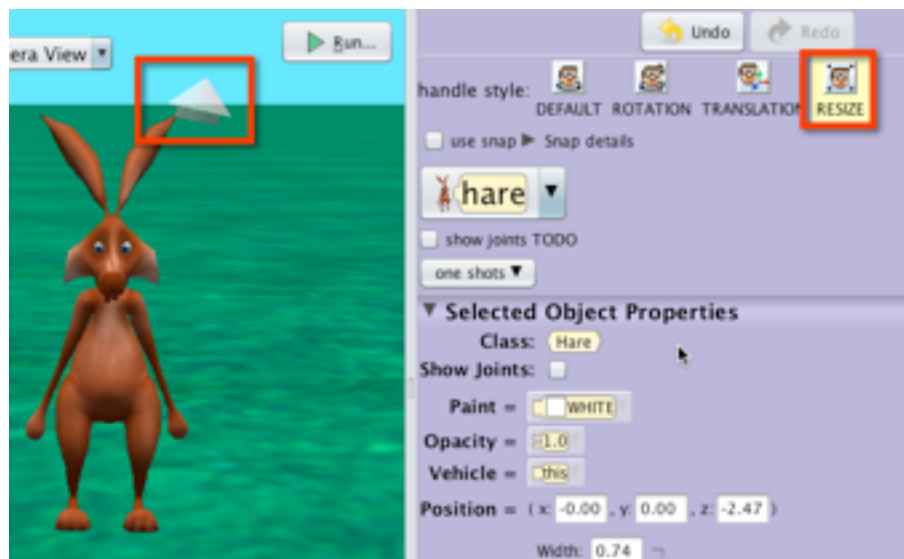 era View
Run...
Undo Redo
handle style: DEFAULT ROTATION TRANSLATION RESIZE
use snap Snap details
hare
show joints TODO
one shots
Selected Object Properties
Class: Hare
Show Joints:
Paint = WHITE
Opacity = 1.0
Vehicle = this
Position = ( x: -0.00 , y: 0.00 , z: -2.47 )
Width: 0.74